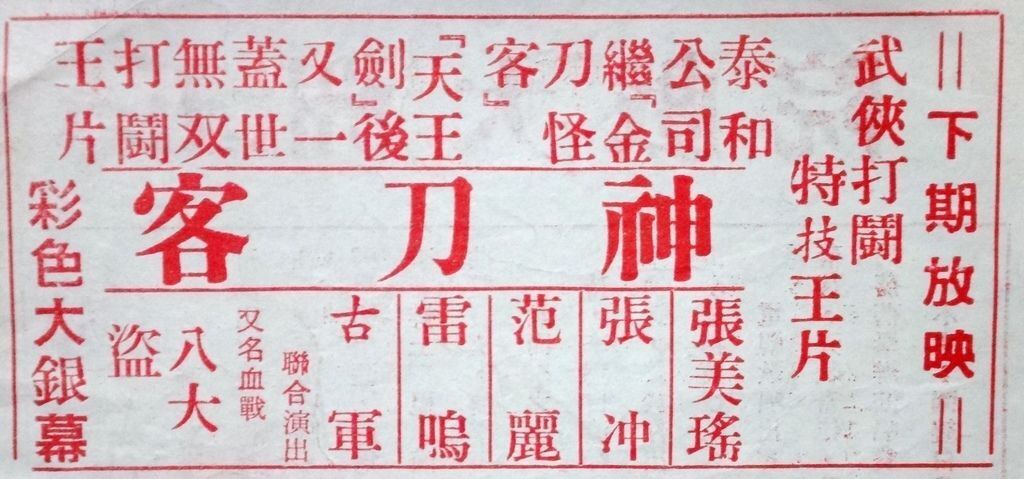 ＝下期放映＝
武俠打鬪
特技王片
泰和
公司
繼『金
刀怪
客』
『天王
劍』後
又一
蓋世
無双
打鬪
王片
神刀客
張美瑤
張冲
范麗
雷鳴
古軍
聯合演出
又名血戰
八大
盜
彩色大銀幕